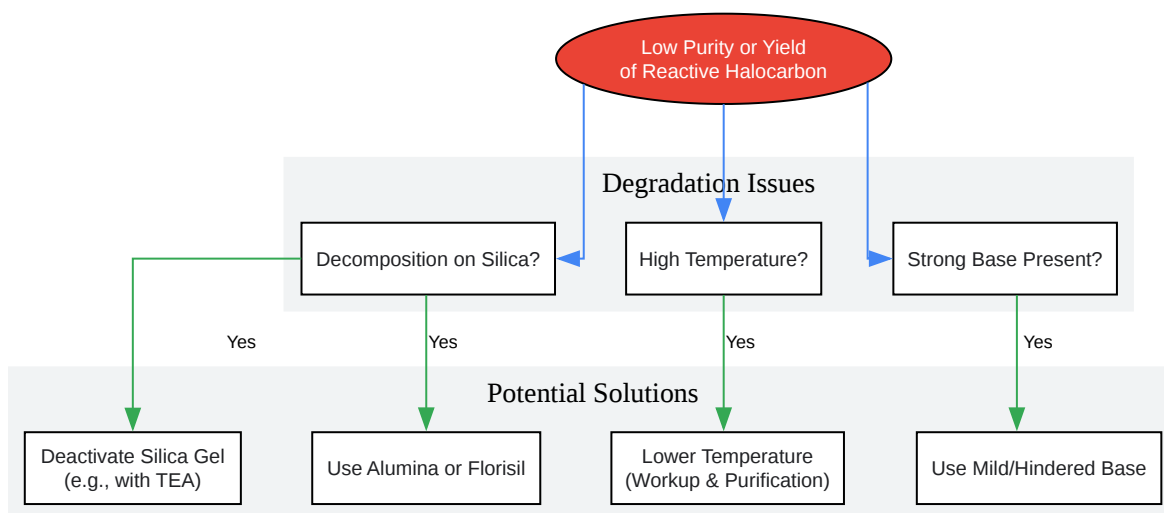 Low Purity or Yield
of Reactive Halocarbon
Degradation Issues
Decomposition on Silica?
High Temperature?
Strong Base Present?
Yes
Yes
Yes
Yes
Potential Solutions
Deactivate Silica Gel
(e.g., with TEA)
Use Alumina or Florisil
Lower Temperature
(Workup & Purification)
Use Mild/Hindered Base